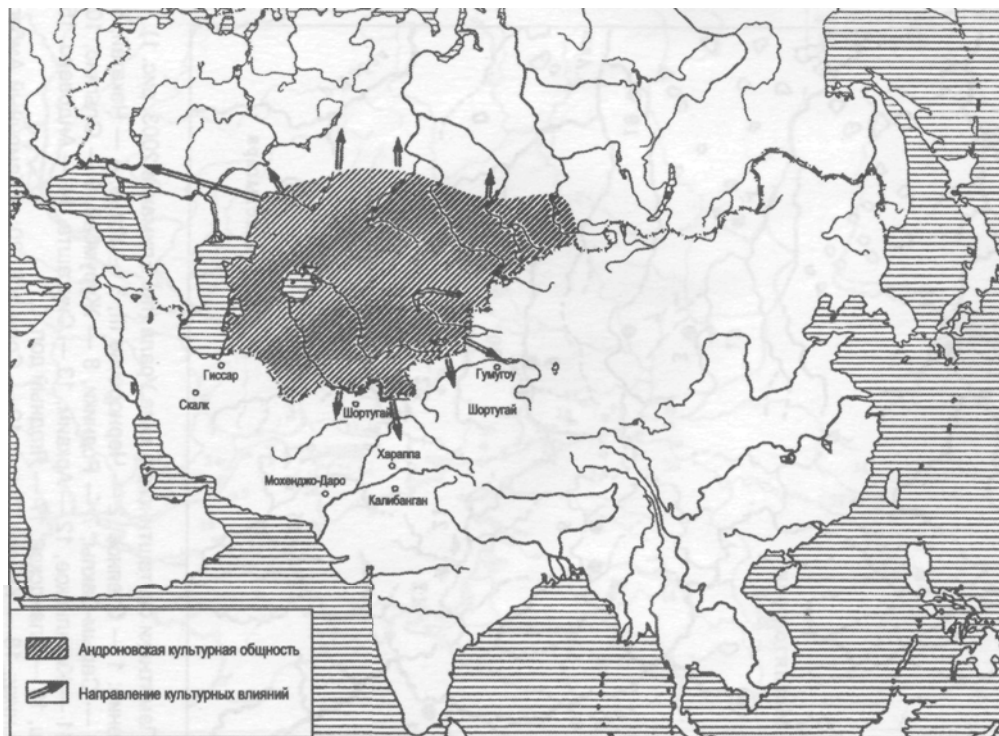 Гиссар
Скалк
Шортугай
Гумугоу
Шортугай
Хараппа
Мохенджо-Даро
Калибанган
Андроновская культурная общность
Направление культурных влияний